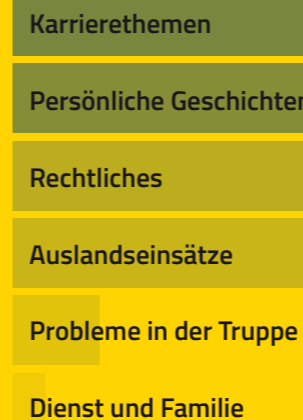 Karrierethemen
Persönliche Geschichten
Rechtliches
Auslandseinsätze
Probleme in der Truppe
Dienst und Familie